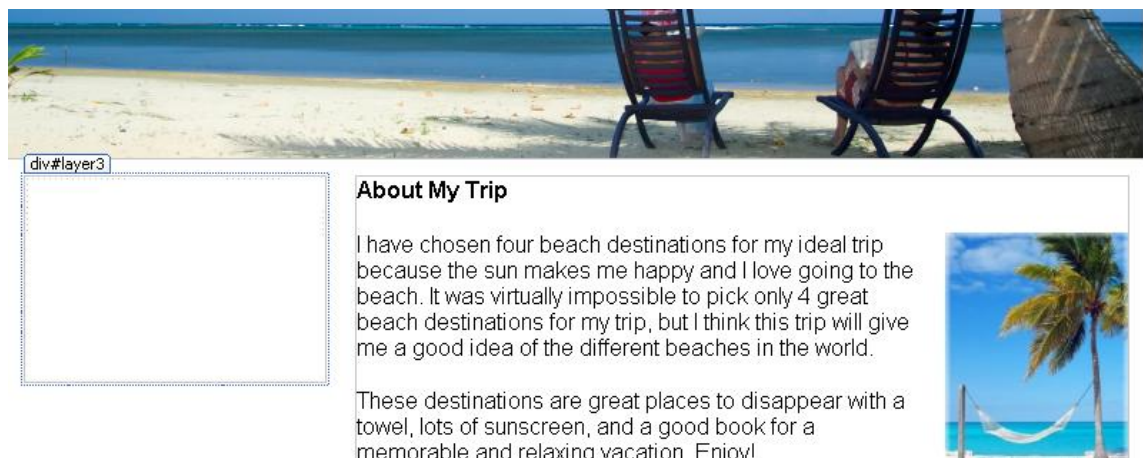 div#layer3
About My Trip
I have chosen four beach destinations for my ideal trip
because the sun makes me happy and I love going to the
beach. It was virtually impossible to pick only 4 great
beach destinations for my trip, but I think this trip will give
me a good idea of the different beaches in the world.
These destinations are great places to disappear with a
towel, lots of sunscreen, and a good book for a
memorable and relaxing vacation. Enjoy!